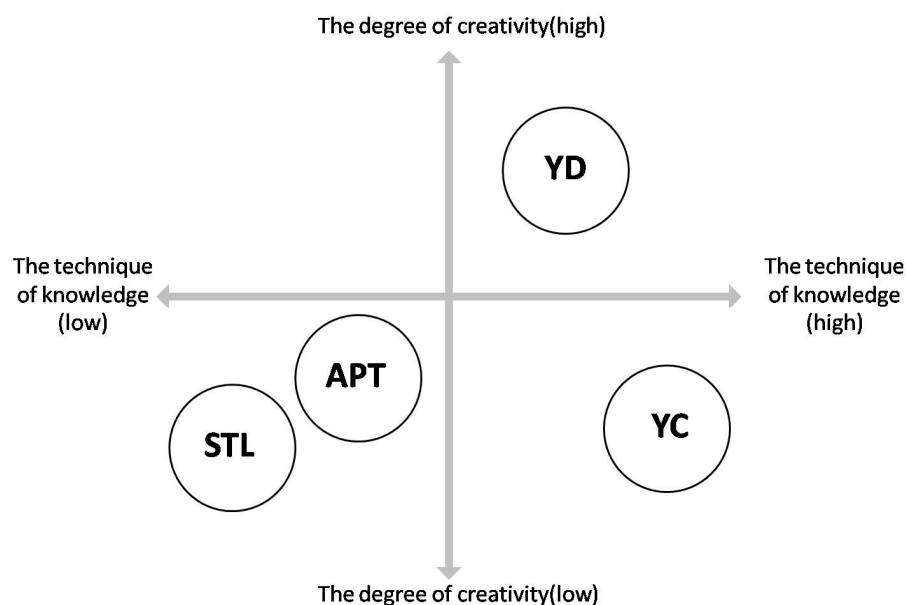 The degree of creativity(high)
YD
The technique
of knowledge
(low)
The technique
of knowledge
(high)
APT
YC
STL
The degree of creativity(low)